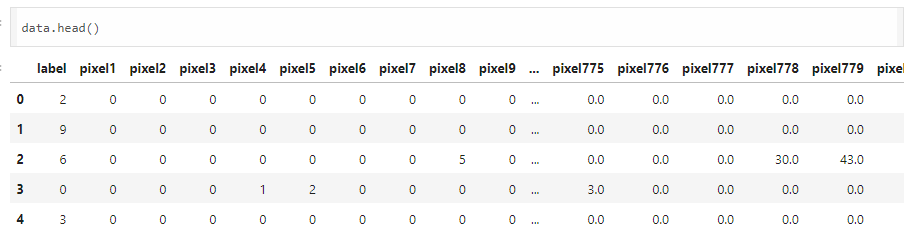 data.head()
label pixel1 pixel2 pixel3 pixel4 pixel5 pixel6 pixel7 pixel8 pixel9 ... pixel775 pixel776 pixel777 pixel778 pixel779
0 2 0 0 0 0 0 0 0 0 0 ... 0.0 0.0 0.0 0.0 0.0
1 9 0 0 0 0 0 0 0 0 0 ... 0.0 0.0 0.0 0.0 0.0
2 6 0 0 0 0 0 0 0 5 0 ... 0.0 0.0 0.0 30.0 43.0
3 0 0 0 0 1 2 0 0 0 0 ... 3.0 0.0 0.0 0.0 0.0
4 3 0 0 0 0 0 0 0 0 0 ... 0.0 0.0 0.0 0.0 0.0